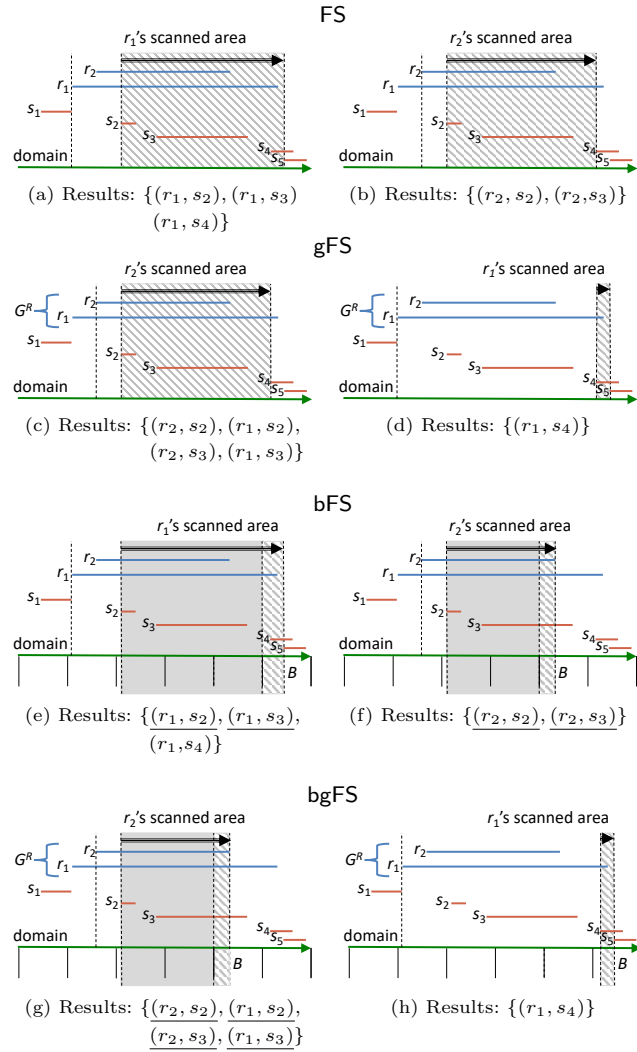 FS
r1's scanned area
r2's scanned area
r2
r1
s1
s2
s3
s4
s5
domain
r2
r1
s1
s2
s3
s4
s5
domain
(a) Results: {(r1, s2), (r1, s3)
(r1, s4)}
(b) Results: {(r2, s2), (r2,s3)}
gFS
r2's scanned area
r1's scanned area
GR
r2
r1
s1
s2
s3
s4
s5
domain
GR
r2
r1
s1
s2
s3
s4
s5
domain
(c) Results: {(r2, s2), (r1, s2),
(r2, s3), (r1, s3)}
(d) Results: {(r1, s4)}
bFS
r1's scanned area
r2's scanned area
r2
r1
s1
s2
s3
s4
s5
domain
B
r2
r1
s1
s2
s3
s4
s5
domain
B
(e) Results: {(r1, s2), (r1, s3),
(r1,s4)}
(f) Results: {(r2, s2), (r2, s3)}
bgFS
r2's scanned area
r1's scanned area
GR
r2
r1
s1
s2
s3
s4
s5
domain
B
GR
r2
r1
s1
s2
s3
s4
s5
domain
B
(g) Results: {(r2, s2), (r1, s2),
(r2, s3), (r1, s3)}
(h) Results: {(r1, s4)}